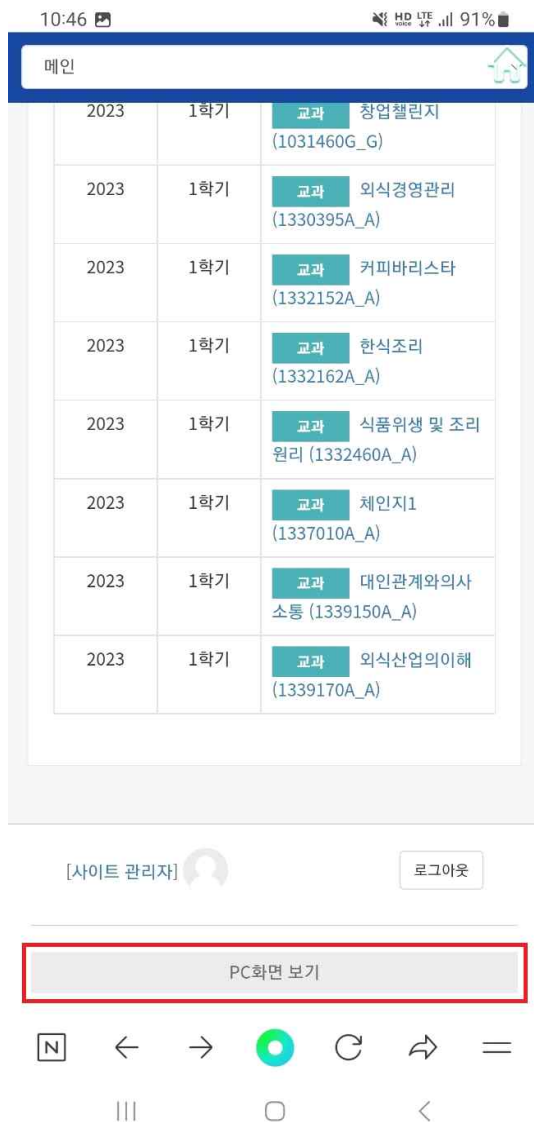 10:46 HD voice LTE 91%
메인
2023 1학기 교과 창업챌린지
(1031460G_G)
2023 1학기 교과 외식경영관리
(1330395A_A)
2023 1학기 교과 커피바리스타
(1332152A_A)
2023 1학기 교과 한식조리
(1332162A_A)
2023 1학기 교과 식품위생 및 조리
원리 (1332460A_A)
2023 1학기 교과 체인지1
(1337010A_A)
2023 1학기 교과 대인관계와의사
소통 (1339150A_A)
2023 1학기 교과 외식산업의이해
(1339170A_A)
[사이트 관리자] 로그아웃
PC화면 보기
N